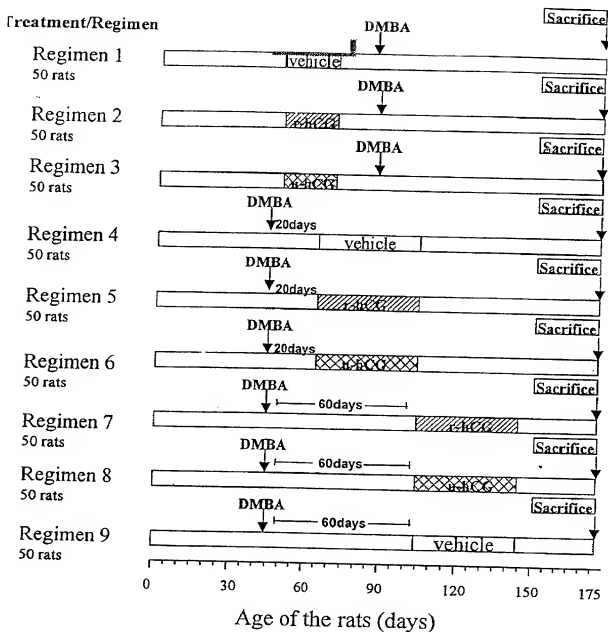 Treatment/Regimen
DMBA
Sacrifice
Regimen 1
50 rats
vehicle
DMBA
Sacrifice
Regimen 2
50 rats
r-hCG
DMBA
Sacrifice
Regimen 3
50 rats
u-hCG
DMBA
Sacrifice
20days
Regimen 4
50 rats
vehicle
DMBA
Sacrifice
20days
Regimen 5
50 rats
r-hCG
DMBA
Sacrifice
20days
Regimen 6
50 rats
u-hCG
DMBA
Sacrifice
60days
Regimen 7
50 rats
r-hCG
DMBA
Sacrifice
60days
Regimen 8
50 rats
u-hCG
DMBA
Sacrifice
60days
Regimen 9
50 rats
vehicle
0 30 60 90 120 150 175
Age of the rats (days)